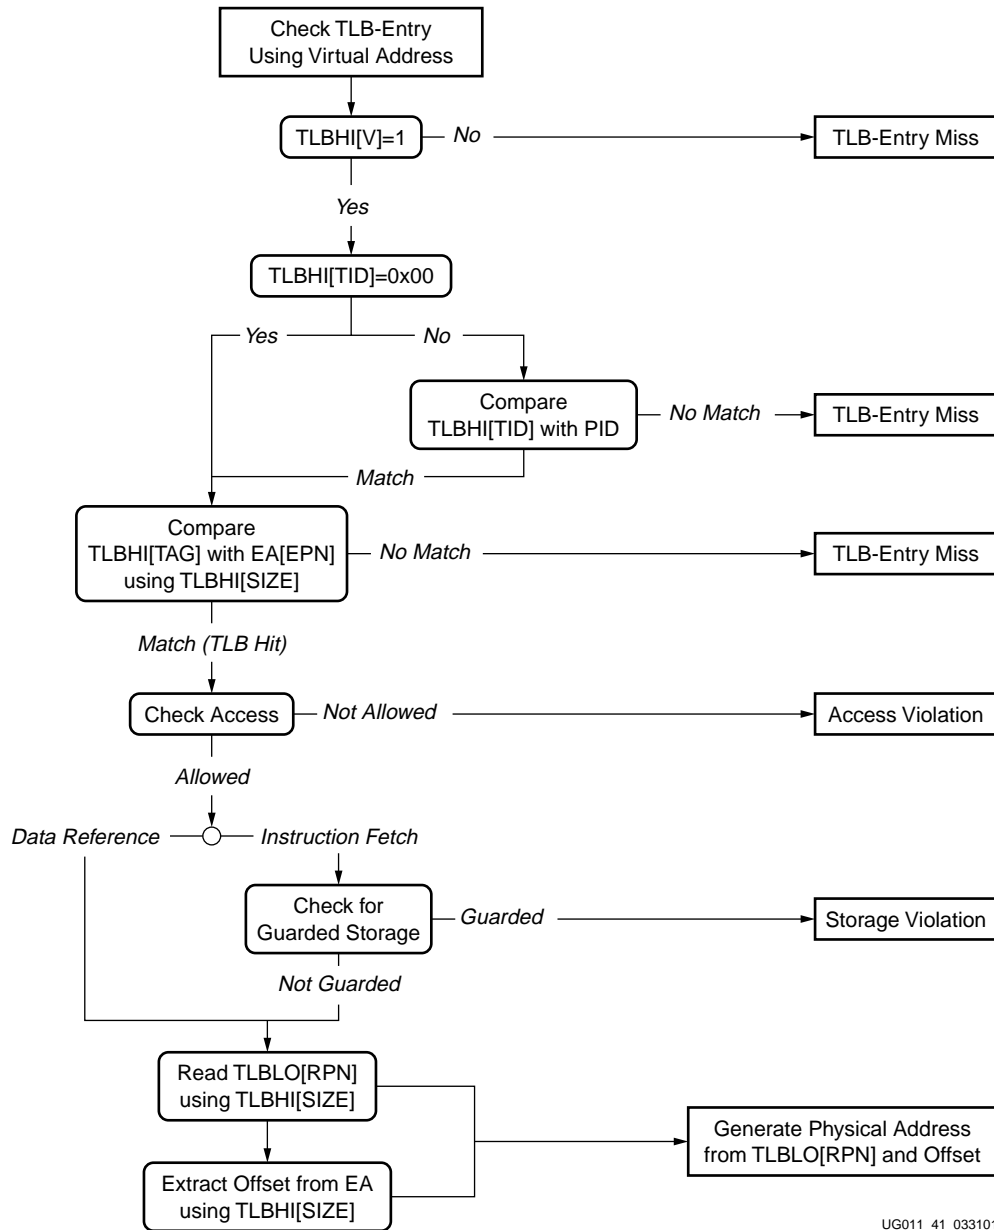 Check TLB-Entry
Using Virtual Address
TLBHI[V]=1
No
TLB-Entry Miss
Yes
TLBHI[TID]=0x00
Yes
No
Compare
TLBHI[TID] with PID
No Match
TLB-Entry Miss
Match
Compare
TLBHI[TAG] with EA[EPN]
using TLBHI[SIZE]
No Match
TLB-Entry Miss
Match (TLB Hit)
Check Access
Not Allowed
Access Violation
Allowed
Data Reference
Instruction Fetch
Check for
Guarded Storage
Guarded
Storage Violation
Not Guarded
Read TLBLO[RPN]
using TLBHI[SIZE]
Generate Physical Address
from TLBLO[RPN] and Offset
Extract Offset from EA
using TLBHI[SIZE]
UG011_41_033101